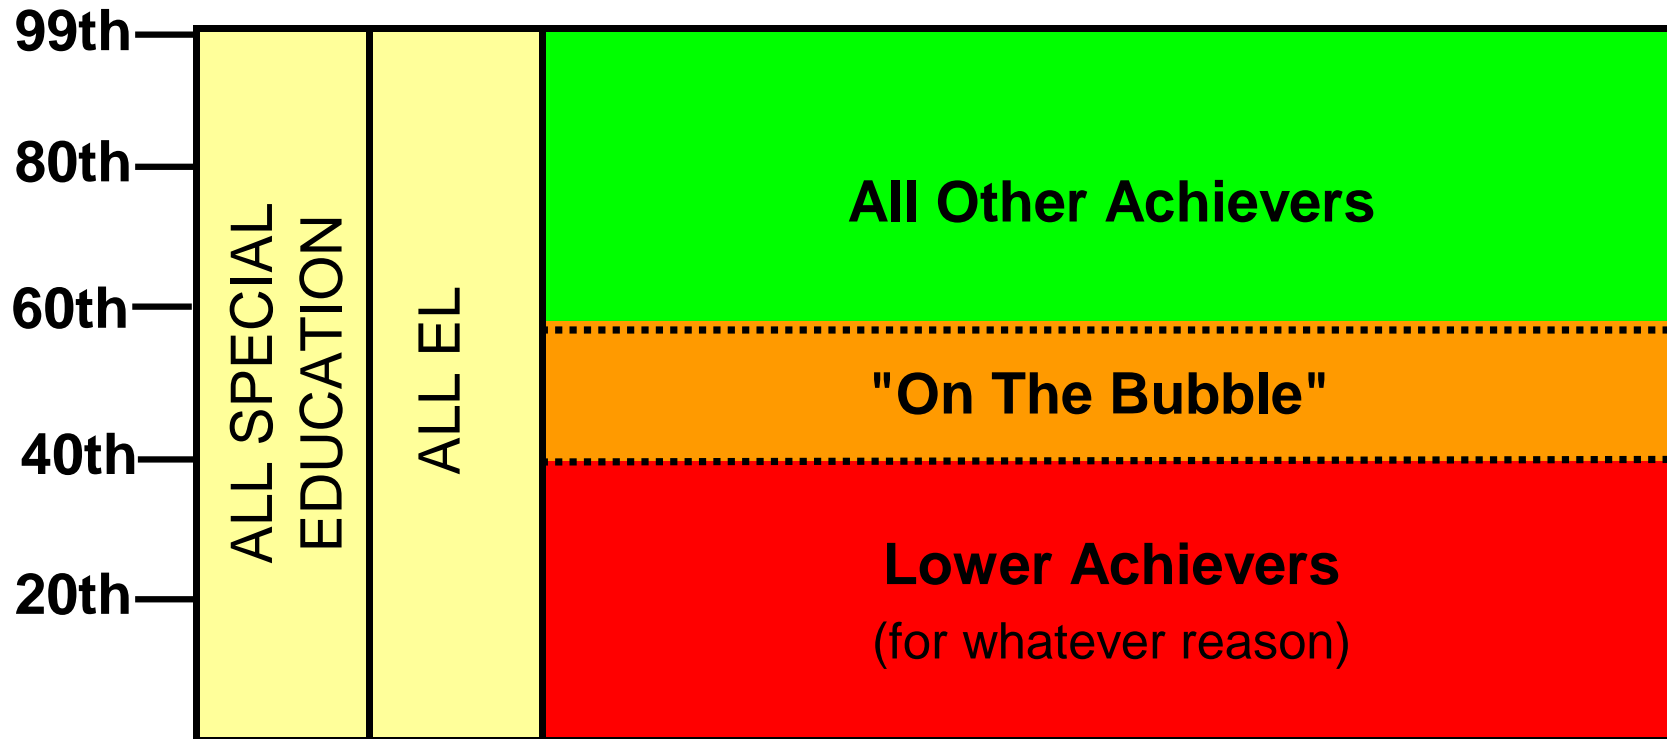 99th
80th
60th
40th
20th
ALL SPECIAL
EDUCATION
ALL EL
All Other Achievers
"On The Bubble"
Lower Achievers
(for whatever reason)